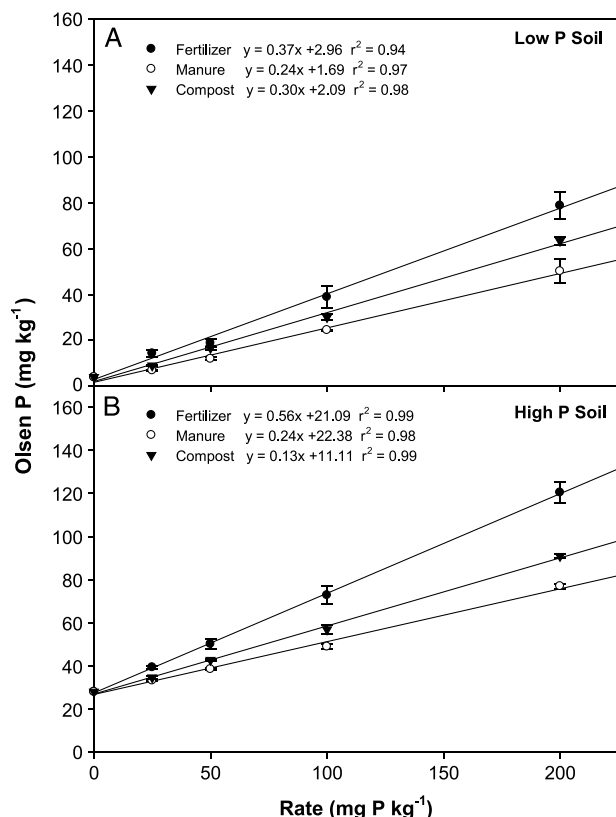 A
Low P Soil
Fertilizer y = 0.37x +2.96 r² = 0.94
Manure y = 0.24x +1.69 r² = 0.97
Compost y = 0.30x +2.09 r² = 0.98
160
140
120
100
80
60
40
20
0
Olsen P (mg kg⁻¹)
B
High P Soil
Fertilizer y = 0.56x +21.09 r² = 0.99
Manure y = 0.24x +22.38 r² = 0.98
Compost y = 0.13x +11.11 r² = 0.99
160
140
120
100
80
60
40
20
0
0 50 100 150 200
Rate (mg P kg⁻¹)